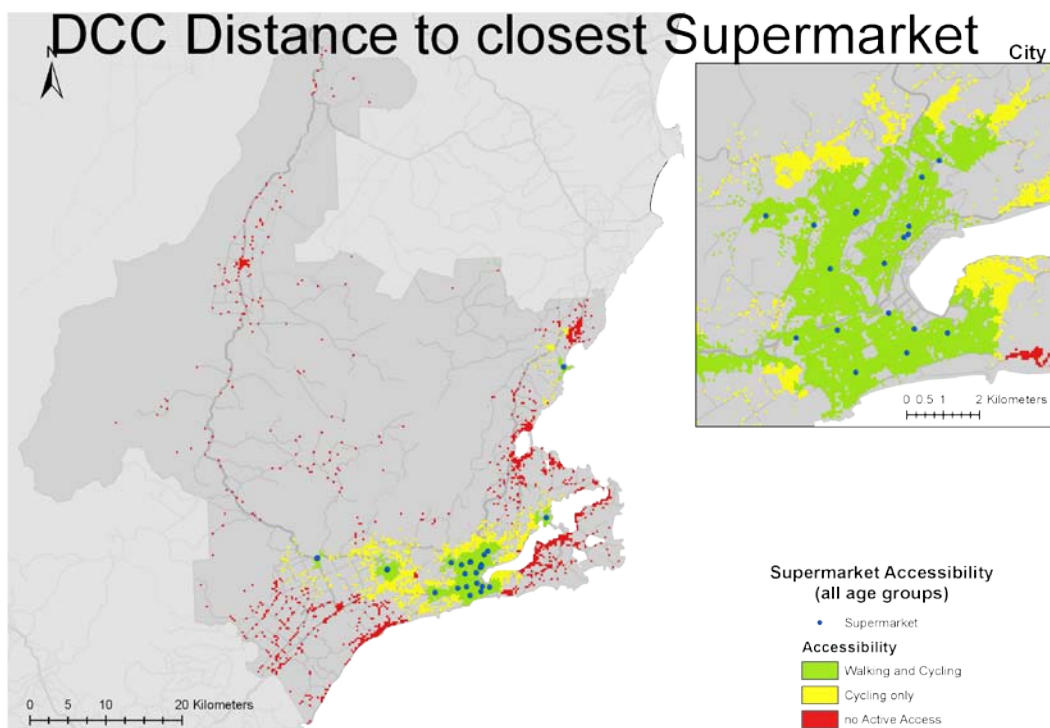 DCC Distance to closest Supermarket
N
City
0 0.5 1 2 Kilometers
Supermarket Accessibility
(all age groups)
Supermarket
Accessibility
Walking and Cycling
Cycling only
no Active Access
0 5 10 20 Kilometers